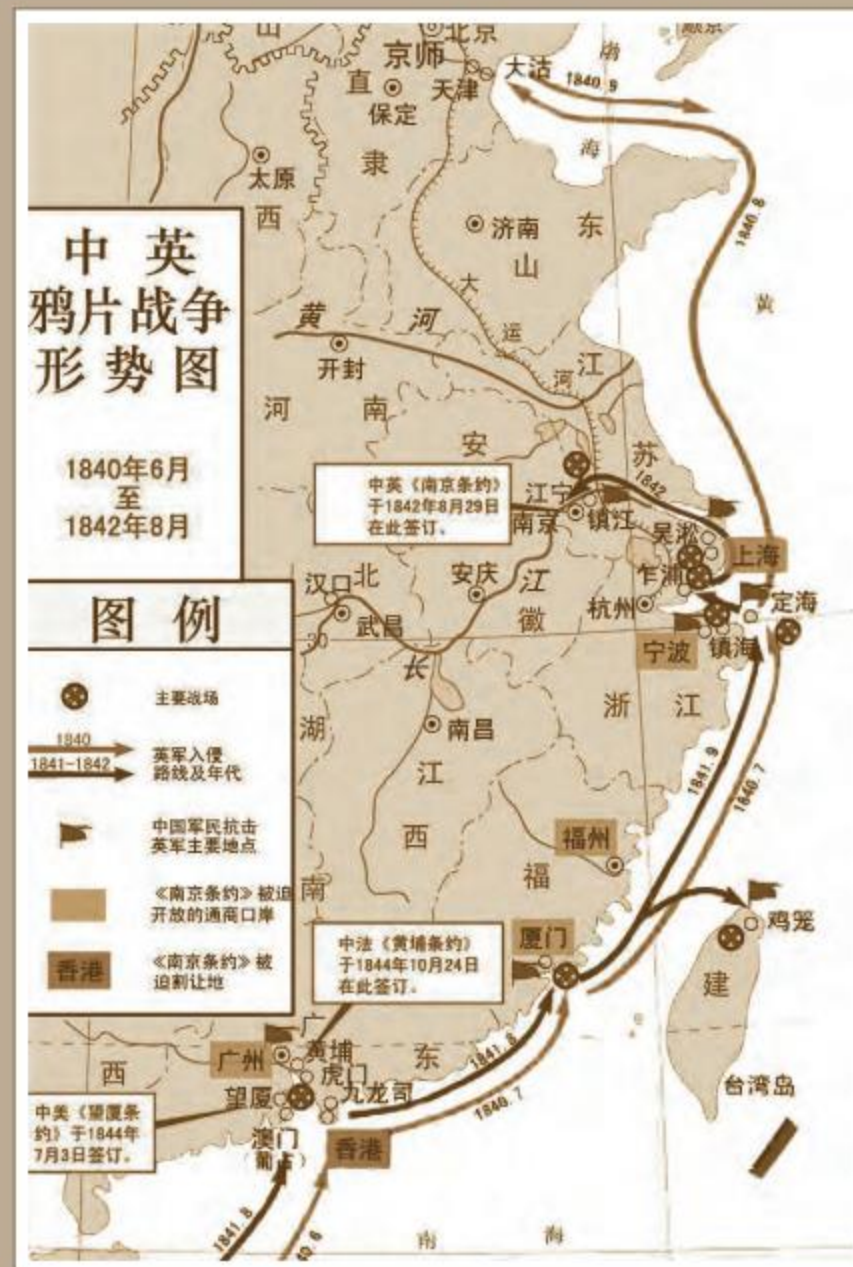 中英
鸦片战争
形势图
1840年6月
至
1842年8月
图例
主要战场
1840
1841-1842
英军入侵
路线及年代
中国军民抗击
英军主要地点
《南京条约》被迫
开放的通商口岸
香港
《南京条约》被
迫割让地
中英《南京条约》
于1842年8月29日
在此签订。
中法《黄埔条约》
于1844年10月24日
在此签订。
中美《望厦条
约》于1844年
7月3日签订。
山
北京
京师
大沽
天津
直
隶
保定
太原
西
渤
海
1840.9
1840.8
黄
济南
山
东
大
运
河
黄河
开封
河南
江
苏
安
徽
1842
江宁
南京
镇江
吴淞
上海
乍浦
杭州
定海
宁波
镇海
汉口
北
武昌
安庆
江
30
长
浙江
湖
南
南昌
江
西
1841.9
1840.7
福州
福
建
厦门
鸡笼
台湾岛
广
东
西
广州
黄埔
虎门
望厦
九龙司
澳门
香港
1841.8
1840.7
1841.8
40.6
南海